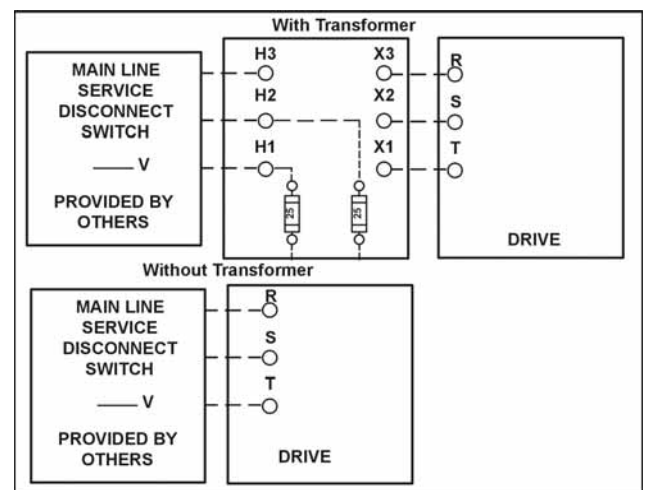 With Transformer
MAIN LINE
SERVICE
DISCONNECT
SWITCH
V
PROVIDED BY
OTHERS
H3
H2
H1
25
25
X3
X2
X1
R
S
T
DRIVE
Without Transformer
MAIN LINE
SERVICE
DISCONNECT
SWITCH
V
PROVIDED BY
OTHERS
R
S
T
DRIVE